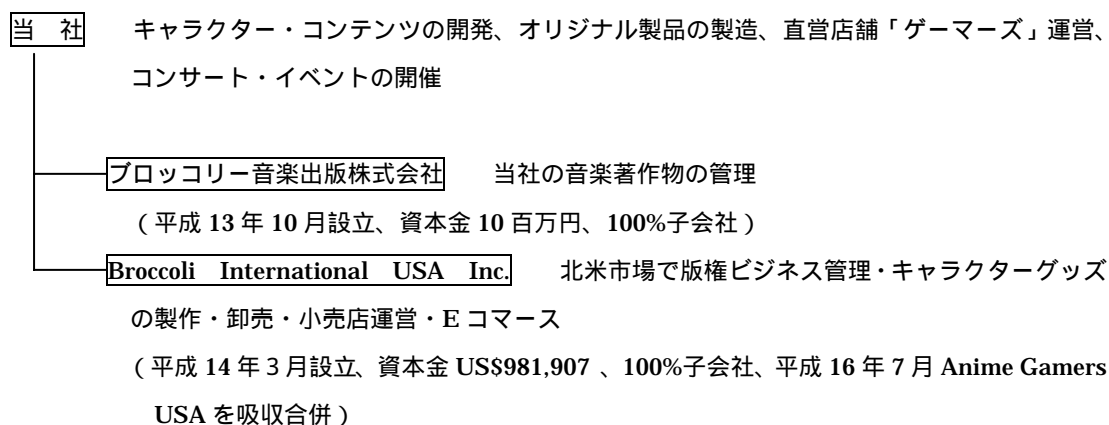 当 社 キャラクター・コンテンツの開発、オリジナル製品の製造、直営店舗「ゲーマーズ」運営、
コンサート・イベントの開催
ブロッコリー音楽出版株式会社 当社の音楽著作物の管理
(平成 13 年 10 月設立、資本金 10 百万円、100%子会社)
Broccoli International USA Inc. 北米市場で版権ビジネス管理・キャラクターグッズ
の製作・卸売・小売店運営・E コマース
(平成 14 年3月設立、資本金 US$981,907 、100%子会社、平成 16 年 7 月 Anime Gamers
USA を吸収合併)